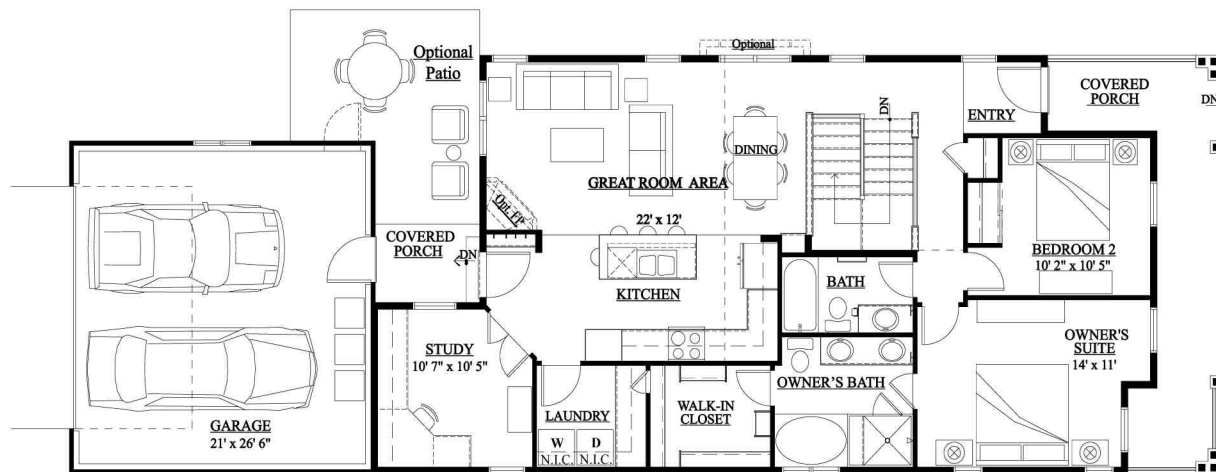 Optional
Patio
Optional
COVERED
PORCH
DN
ENTRY
DN
DINING
GREAT ROOM AREA
22' x 12'
Opt. FP
COVERED
PORCH
DN
KITCHEN
BATH
BEDROOM 2
10' 2" x 10' 5"
STUDY
10' 7" x 10' 5"
OWNER'S
SUITE
14' x 11'
OWNER'S BATH
WALK-IN
CLOSET
LAUNDRY
W D
N.I.C. N.I.C.
GARAGE
21' x 26' 6"